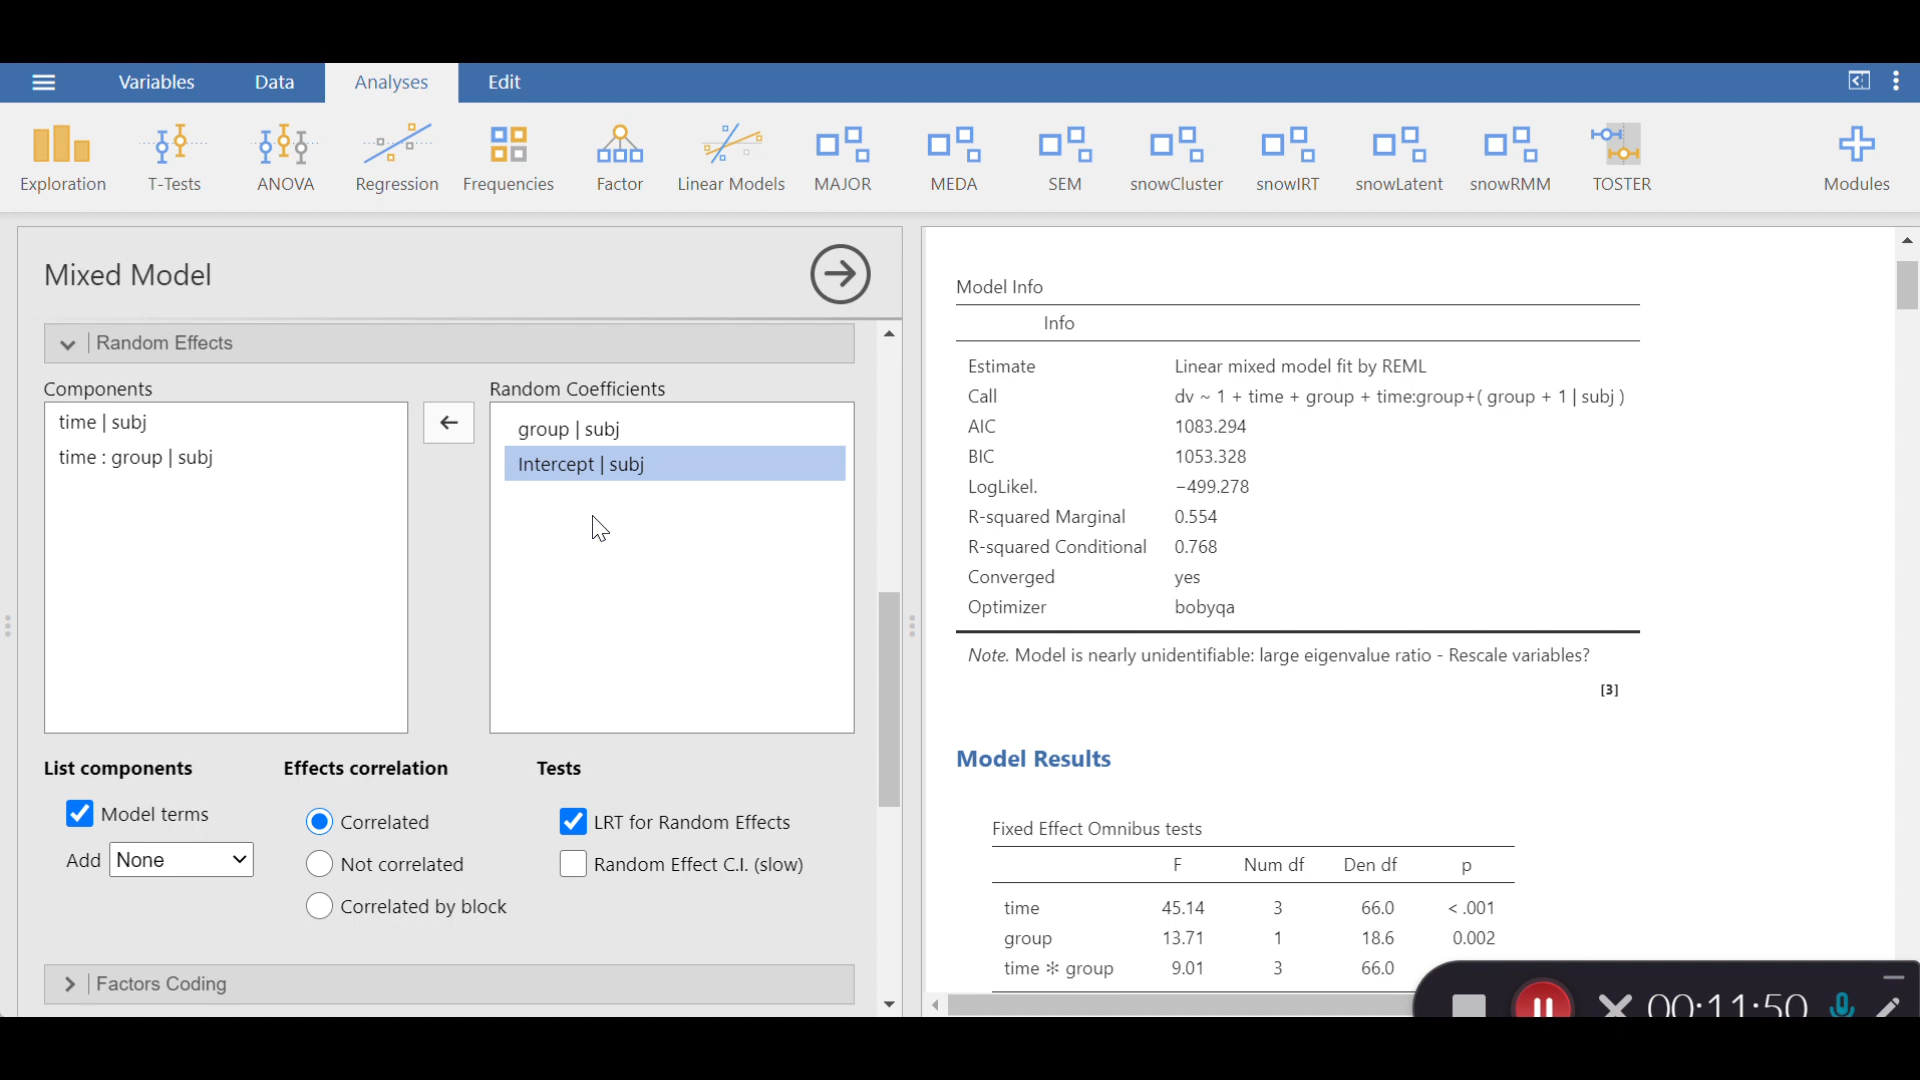 Variables Data Analyses Edit
Exploration T-Tests ANOVA Regression Frequencies Factor Linear Models MAJOR MEDA SEM snowCluster snowIRT snowLatent snowRMM TOSTER Modules
Mixed Model
Random Effects
Components Random Coefficients
time | subj
time : group | subj
group | subj
Intercept | subj
List components Effects correlation Tests
Model terms Correlated LRT for Random Effects
Add None Not correlated Random Effect C.I. (slow)
Correlated by block
Factors Coding
Model Info
Info
Estimate Linear mixed model fit by REML
Call dv ~ 1 + time + group + time:group+( group + 1 | subj )
AIC 1083.294
BIC 1053.328
LogLikel. -499.278
R-squared Marginal 0.554
R-squared Conditional 0.768
Converged yes
Optimizer bobyqa
Note. Model is nearly unidentifiable: large eigenvalue ratio - Rescale variables?
[3]
Model Results
Fixed Effect Omnibus tests
F Num df Den df p
time 45.14 3 66.0 < .001
group 13.71 1 18.6 0.002
time ✻ group 9.01 3 66.0
00:11:50